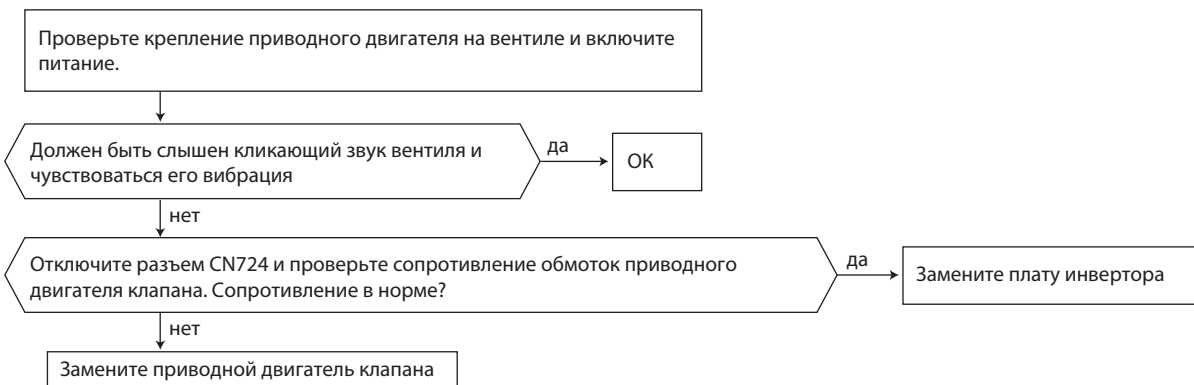 Проверьте крепление приводного двигателя на вентиле и включите
питание.
Должен быть слышен кликающий звук вентиля и
чувствоваться его вибрация
да
ОК
нет
Отключите разъем CN724 и проверьте сопротивление обмоток приводного
двигателя клапана. Сопротивление в норме?
да
Замените плату инвертора
нет
Замените приводной двигатель клапана